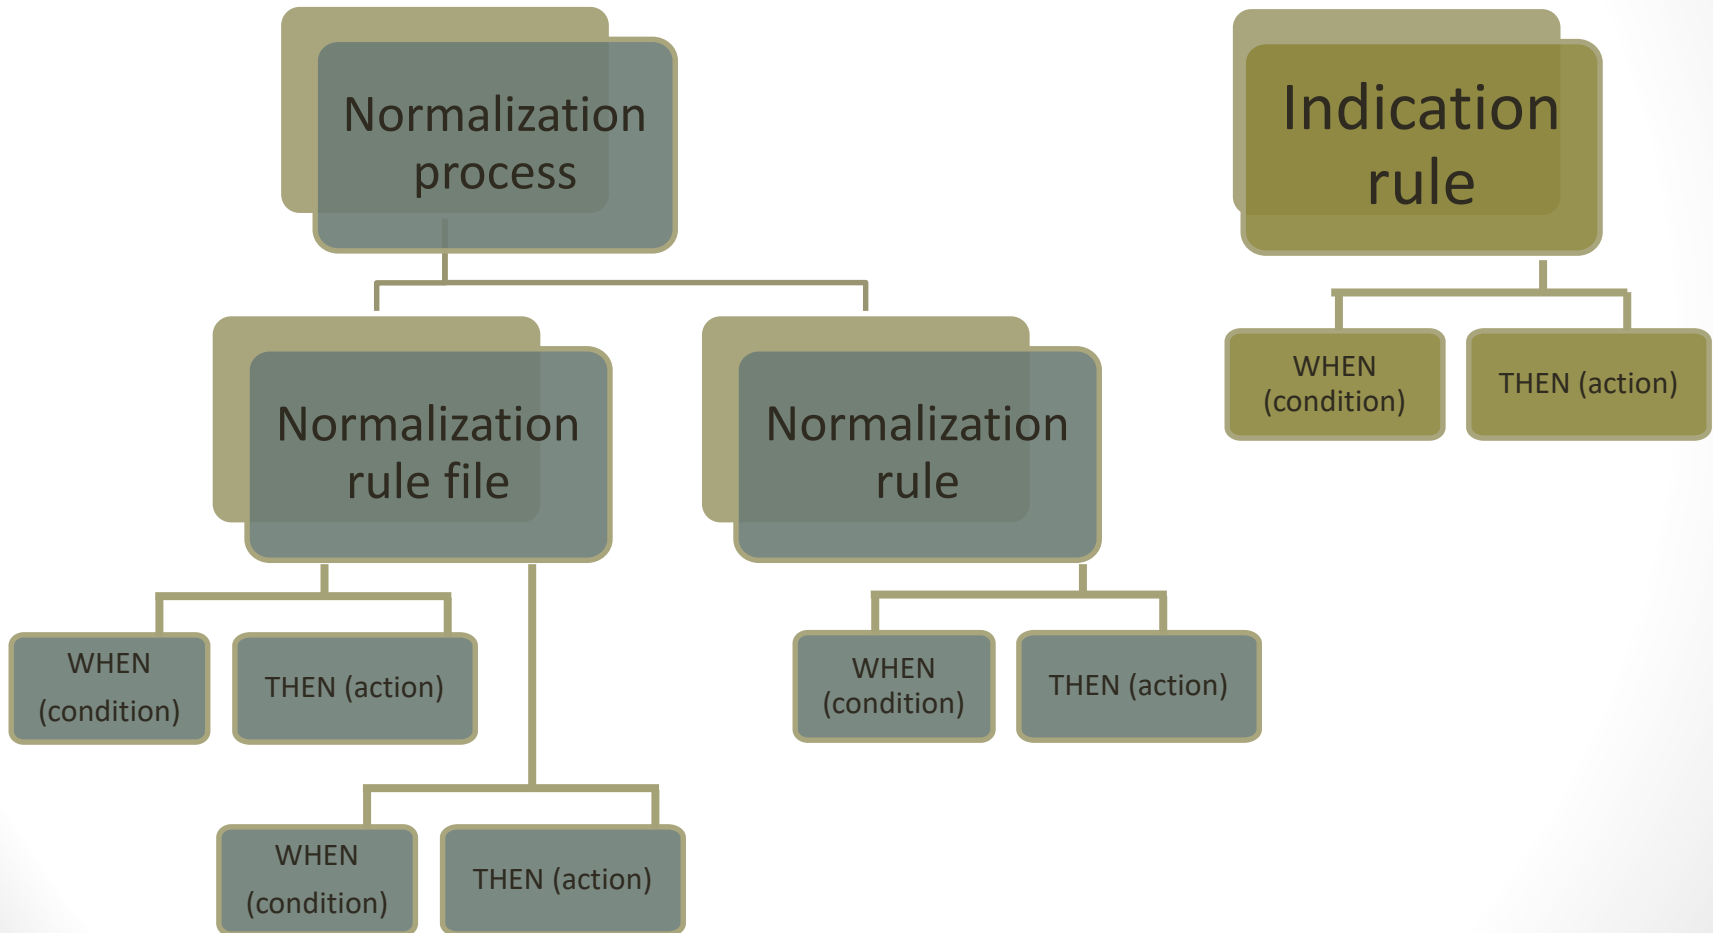 Normalization
process
Indication
rule
WHEN
(condition)
THEN (action)
Normalization
rule file
Normalization
rule
WHEN
(condition)
THEN (action)
WHEN
(condition)
THEN (action)
WHEN
(condition)
THEN (action)